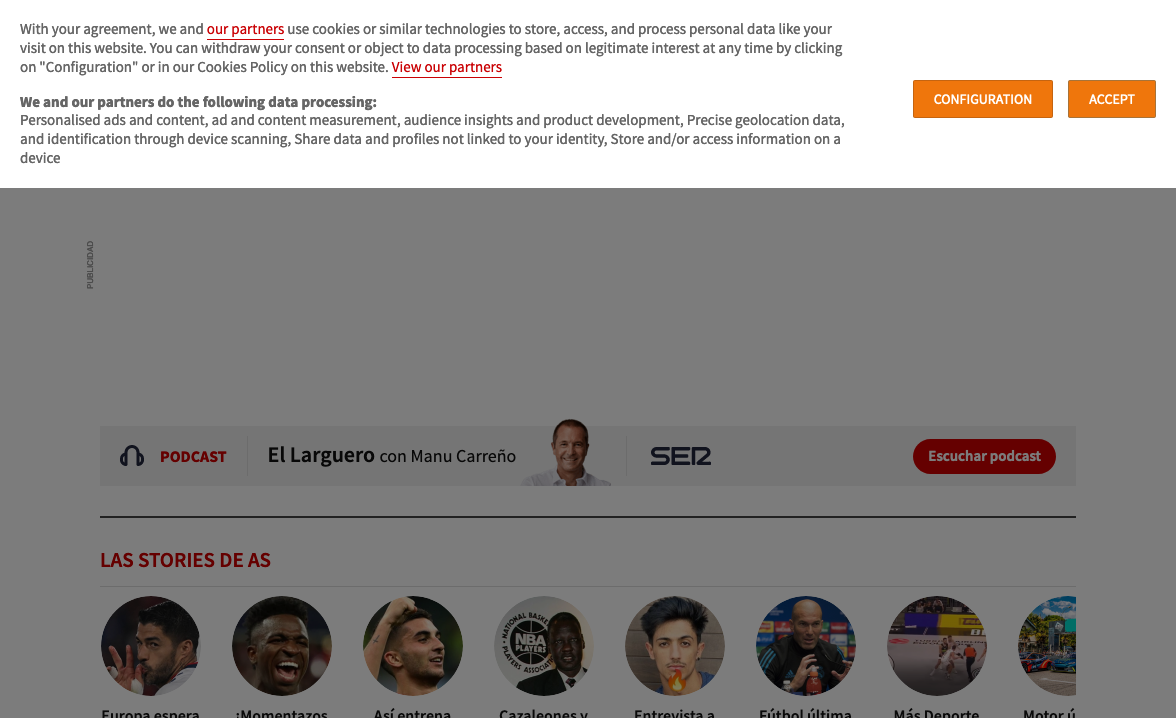 With your agreement, we and our partners use cookies or similar technologies to store, access, and process personal data like your
visit on this website. You can withdraw your consent or object to data processing based on legitimate interest at any time by clicking
on "Configuration" or in our Cookies Policy on this website. View our partners
We and our partners do the following data processing:
Personalised ads and content, ad and content measurement, audience insights and product development, Precise geolocation data,
and identification through device scanning, Share data and profiles not linked to your identity, Store and/or access information on a
device
CONFIGURATION
ACCEPT
PUBLICIDAD
PODCAST
El Larguero con Manu Carreño
SER
Escuchar podcast
LAS STORIES DE AS
NATIONAL BASKE
NBA
PLAYERS
PLAYERS ASSOCIA
Europa espera
¡Momentazos
Así entrena
Cazaleones y
Entrevista a
Fútbol última
Más Deporte
Motor ú